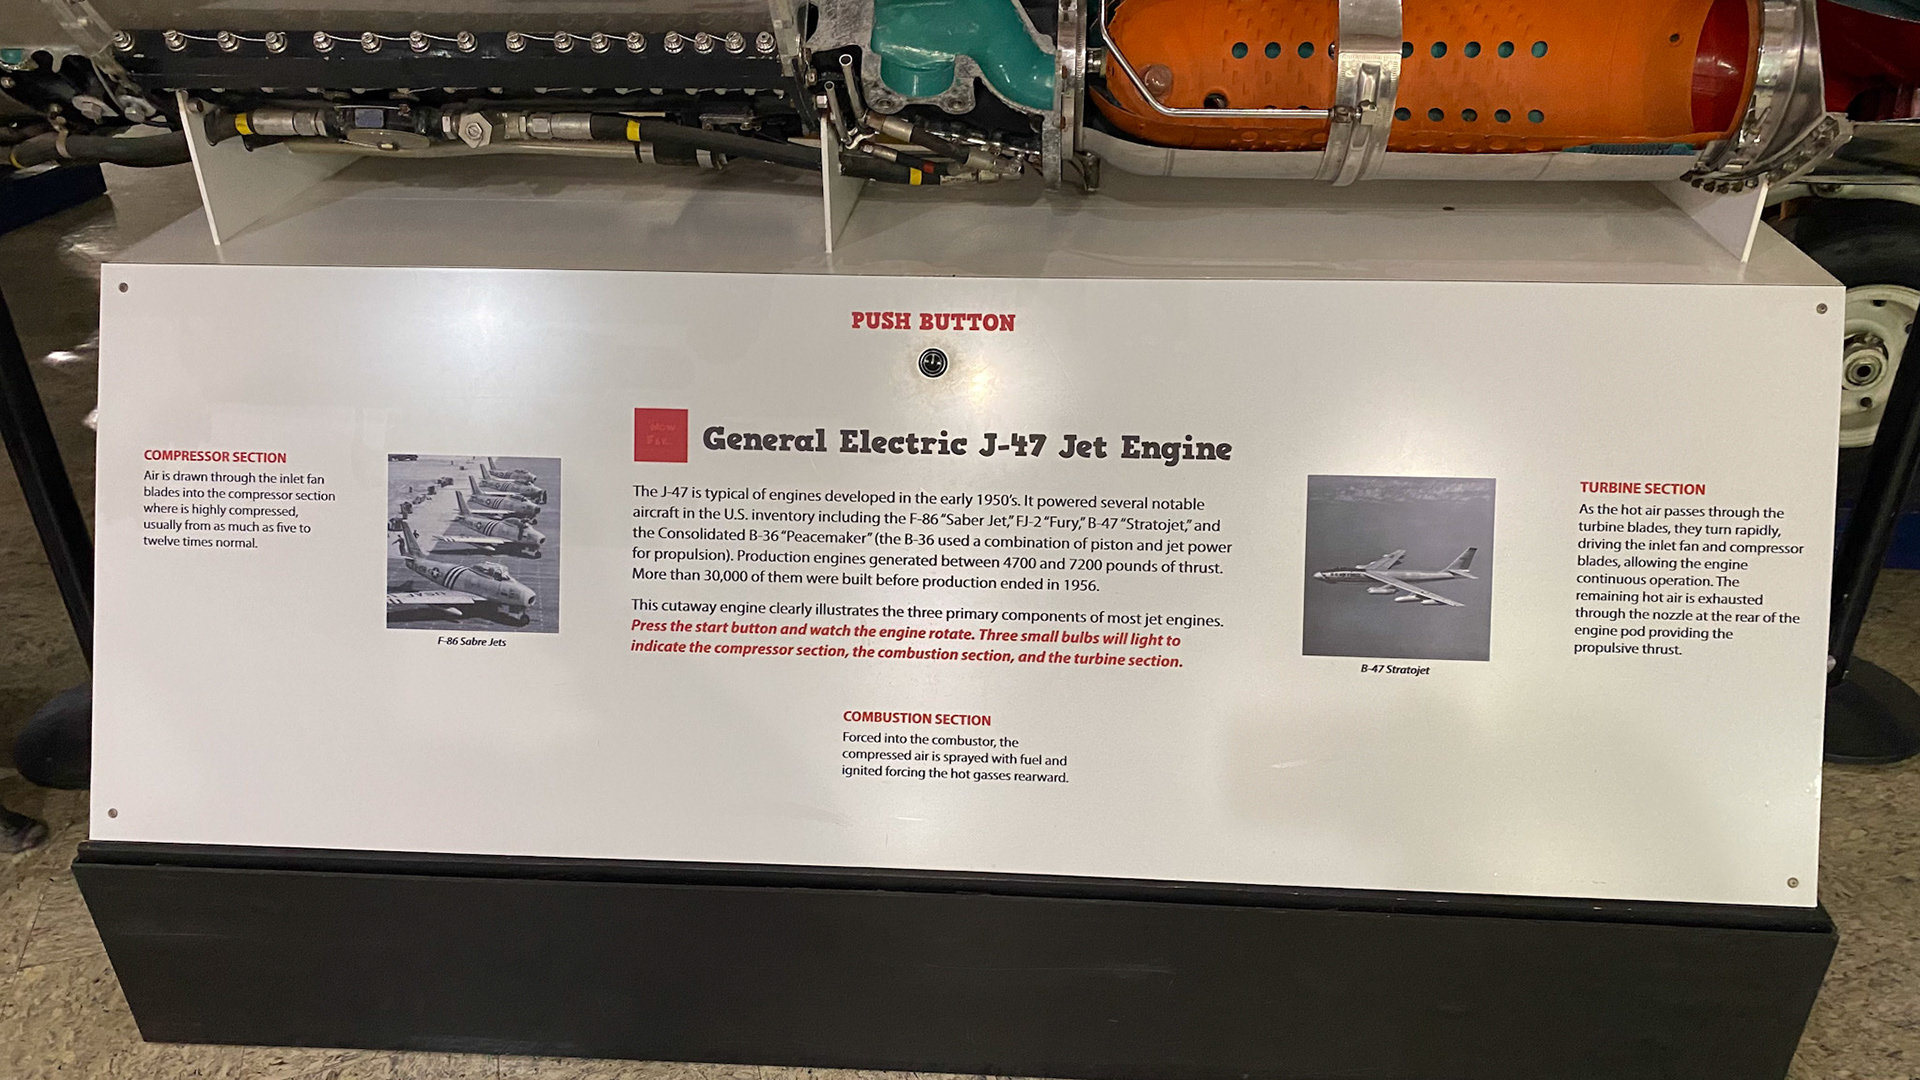 PUSH BUTTON
General Electric J-47 Jet Engine
The J-47 is typical of engines developed in the early 1950's. It powered several notable
aircraft in the U.S. inventory including the F-86 "Saber Jet," FJ-2 "Fury," B-47 "Stratojet," and
the Consolidated B-36 "Peacemaker" (the B-36 used a combination of piston and jet power
for propulsion). Production engines generated between 4700 and 7200 pounds of thrust.
More than 30,000 of them were built before production ended in 1956.
This cutaway engine clearly illustrates the three primary components of most jet engines.
Press the start button and watch the engine rotate. Three small bulbs will light to
indicate the compressor section, the combustion section, and the turbine section.
COMPRESSOR SECTION
Air is drawn through the inlet fan
blades into the compressor section
where is highly compressed,
usually from as much as five to
twelve times normal.
F-86 Sabre Jets
COMBUSTION SECTION
Forced into the combustor, the
compressed air is sprayed with fuel and
ignited forcing the hot gasses rearward.
B-47 Stratojet
TURBINE SECTION
As the hot air passes through the
turbine blades, they turn rapidly,
driving the inlet fan and compressor
blades, allowing the engine
continuous operation. The
remaining hot air is exhausted
through the nozzle at the rear of the
engine pod providing the
propulsive thrust.